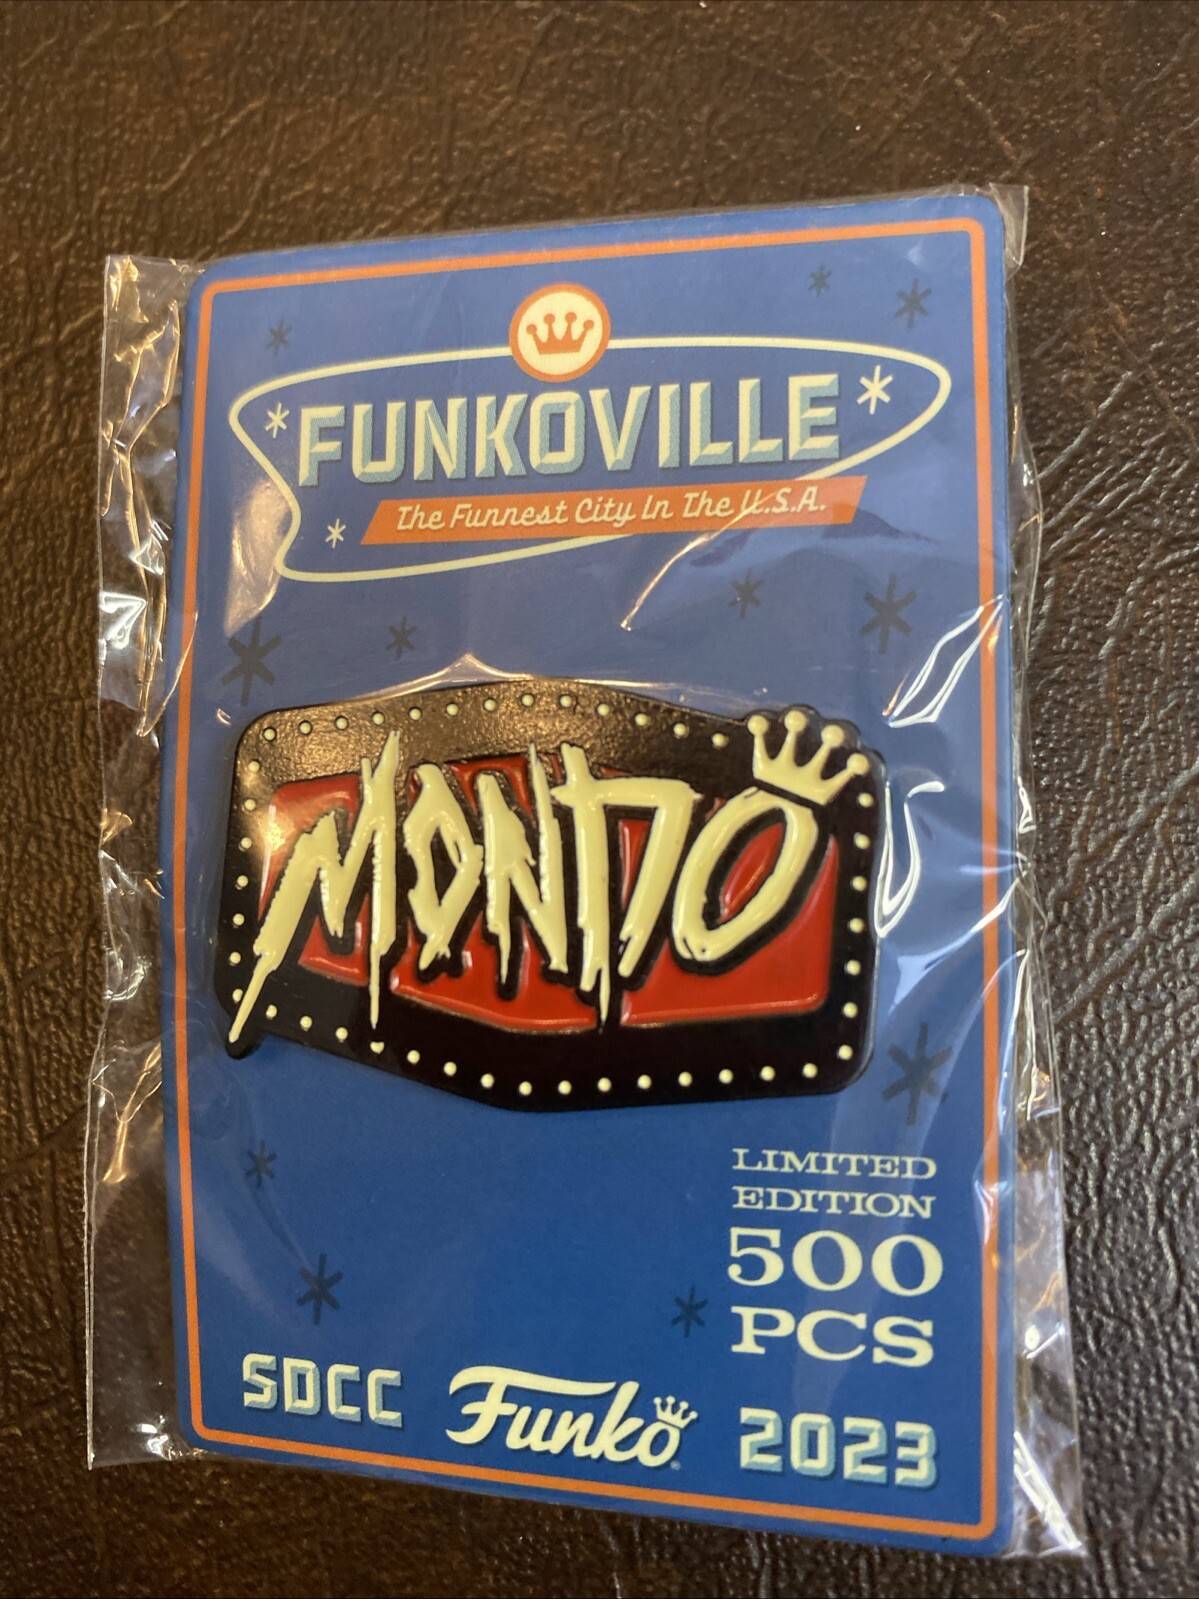 FUNKOVILLE
The Funnest City In The U.S.A.
MONDO
LIMITED
EDITION
500
PCS
SDCC Funko® 2023